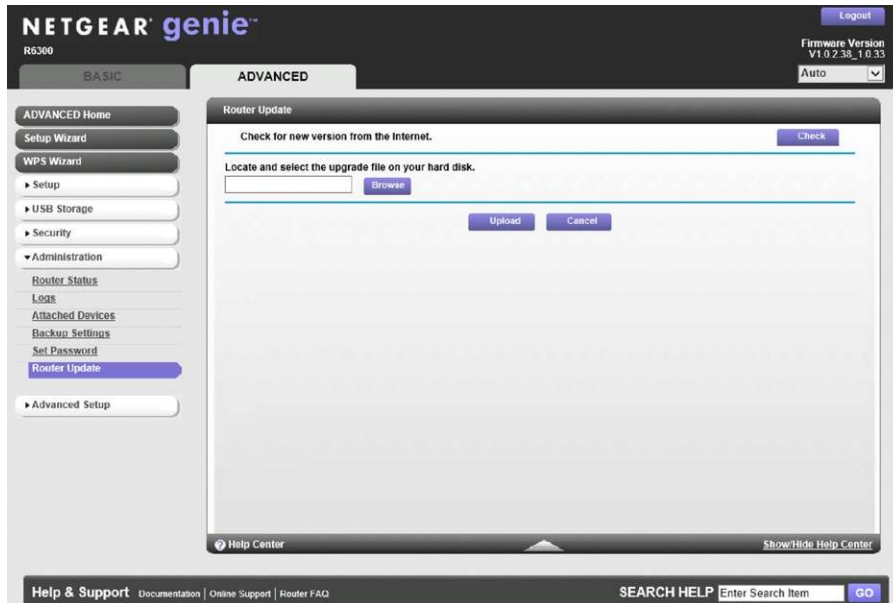 NETGEAR® genie™
Logout
R6300
Firmware Version
V1.0.2.38_1.0.33
BASIC
ADVANCED
Auto
ADVANCED Home
Setup Wizard
WPS Wizard
Setup
USB Storage
Security
Administration
Router Status
Logs
Attached Devices
Backup Settings
Set Password
Router Update
Advanced Setup
Router Update
Check for new version from the Internet.
Check
Locate and select the upgrade file on your hard disk.
Browse
Upload
Cancel
Help Center
Show/Hide Help Center
Help & Support Documentation | Online Support | Router FAQ
SEARCH HELP Enter Search Item GO